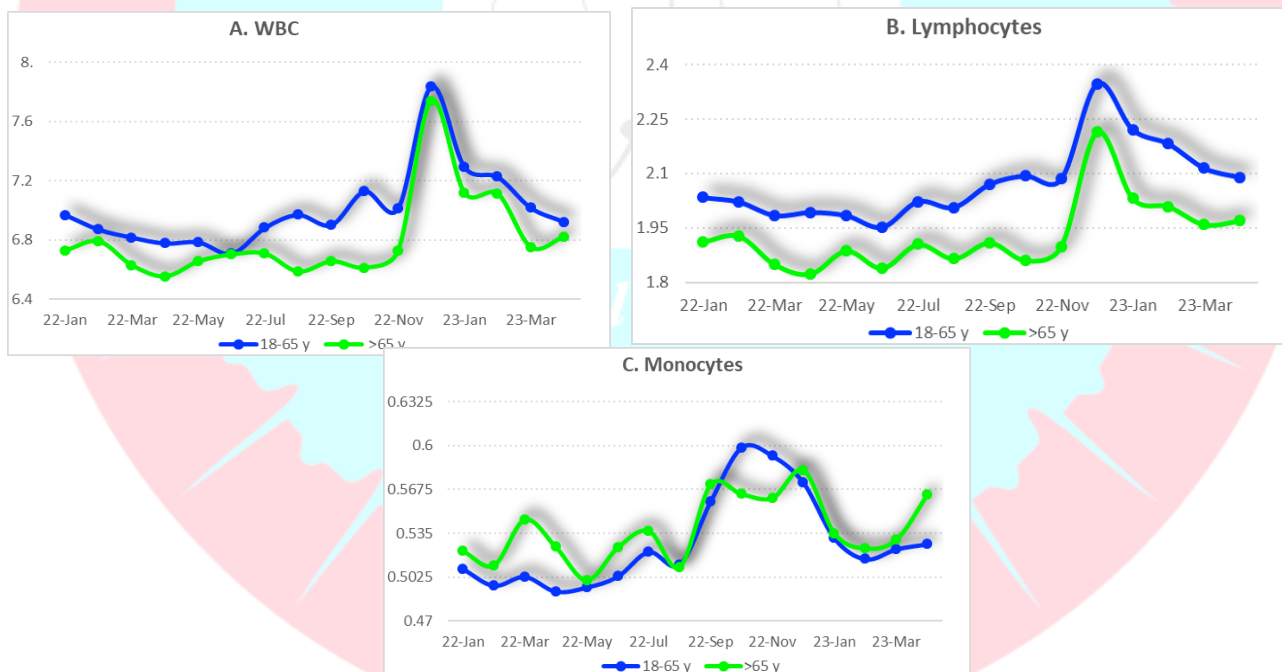 A. WBC
8.
7.6
7.2
6.8
6.4
22-Jan 22-Mar 22-May 22-Jul 22-Sep 22-Nov 23-Jan 23-Mar
18-65 y >65 y
B. Lymphocytes
2.4
2.25
2.1
1.95
1.8
22-Jan 22-Mar 22-May 22-Jul 22-Sep 22-Nov 23-Jan 23-Mar
18-65 y >65 y
C. Monocytes
0.6325
0.6
0.5675
0.535
0.5025
0.47
22-Jan 22-Mar 22-May 22-Jul 22-Sep 22-Nov 23-Jan 23-Mar
18-65 y >65 y